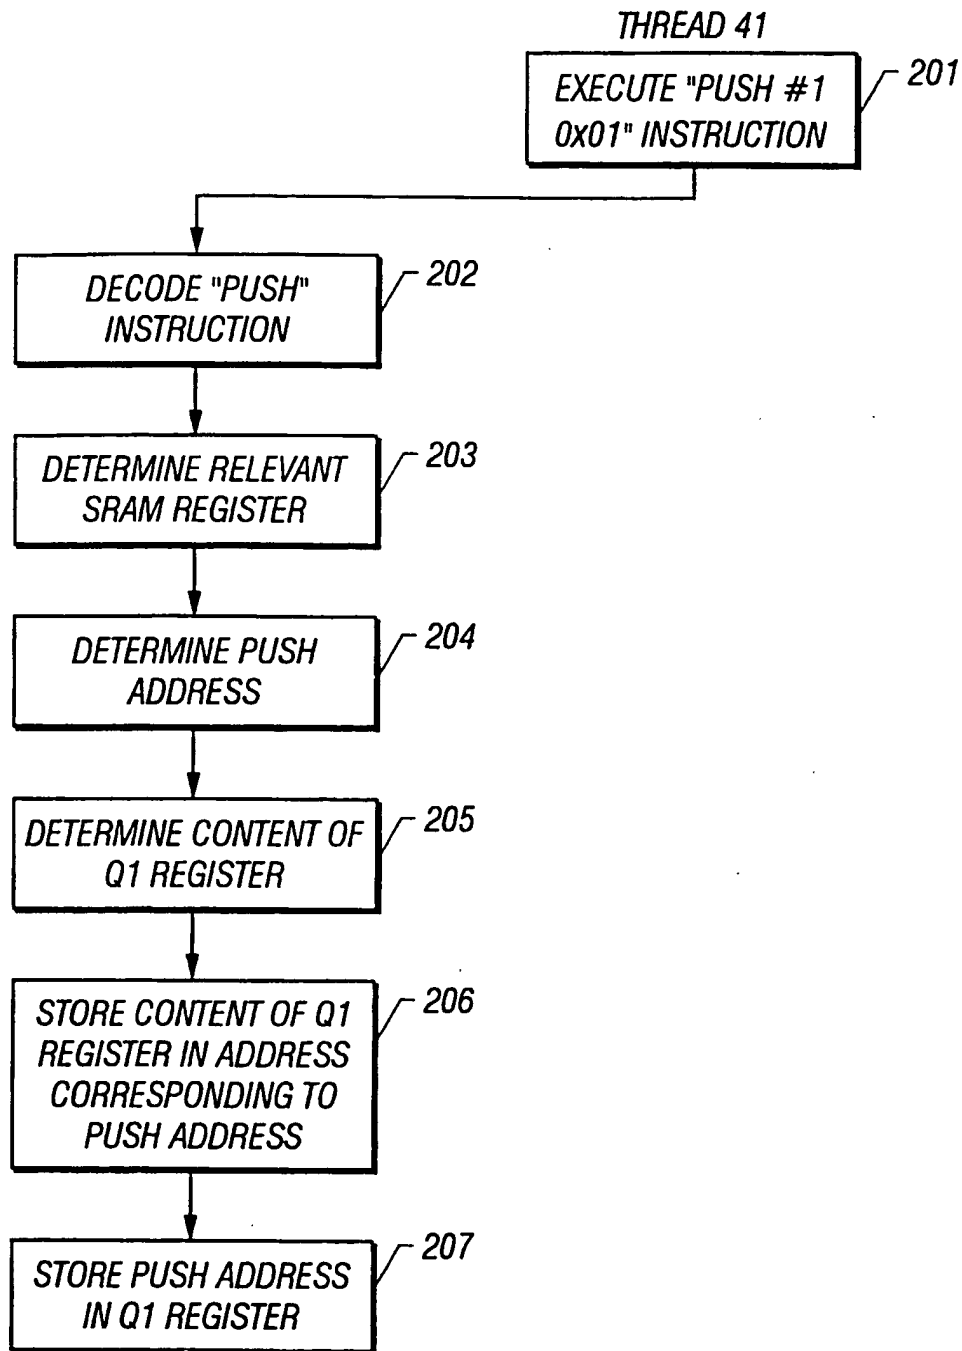 THREAD 41
EXECUTE "PUSH #1
0x01" INSTRUCTION
201
DECODE "PUSH"
INSTRUCTION
202
DETERMINE RELEVANT
SRAM REGISTER
203
DETERMINE PUSH
ADDRESS
204
DETERMINE CONTENT OF
Q1 REGISTER
205
STORE CONTENT OF Q1
REGISTER IN ADDRESS
CORRESPONDING TO
PUSH ADDRESS
206
STORE PUSH ADDRESS
IN Q1 REGISTER
207